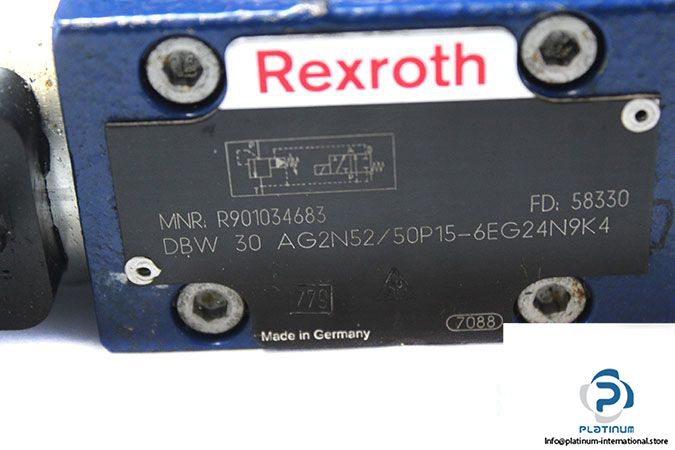 Rexroth
MNR: R901034683
FD: 58330
DBW 30 AG2N52/50P15-6EG24N9K4
779
Made in Germany
7088
PLATINUM
Info@platinum-international.store